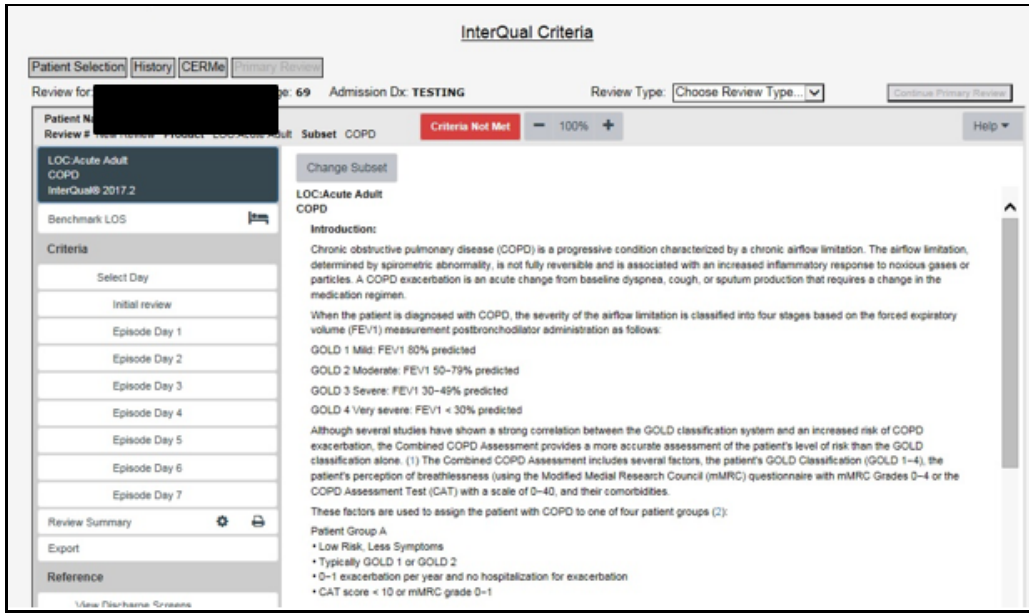 InterQual Criteria
Patient Selection History CERMe Primary Review
Review for: e: 69 Admission Dx: TESTING Review Type: Choose Review Type... Continue Primary Review
Patient Na
Review # New Review Product LOC:Acute Adult Subset COPD Criteria Not Met − 100% + Help
LOC:Acute Adult
COPD
InterQual® 2017.2
Benchmark LOS
Criteria
Select Day
Initial review
Episode Day 1
Episode Day 2
Episode Day 3
Episode Day 4
Episode Day 5
Episode Day 6
Episode Day 7
Review Summary
Export
Reference
View Discharge Screens
Change Subset
LOC:Acute Adult
COPD
Introduction:
Chronic obstructive pulmonary disease (COPD) is a progressive condition characterized by a chronic airflow limitation. The airflow limitation,
determined by spirometric abnormality, is not fully reversible and is associated with an increased inflammatory response to noxious gases or
particles. A COPD exacerbation is an acute change from baseline dyspnea, cough, or sputum production that requires a change in the
medication regimen.
When the patient is diagnosed with COPD, the severity of the airflow limitation is classified into four stages based on the forced expiratory
volume (FEV1) measurement postbronchodilator administration as follows:
GOLD 1 Mild: FEV1 80% predicted
GOLD 2 Moderate: FEV1 50–79% predicted
GOLD 3 Severe: FEV1 30–49% predicted
GOLD 4 Very severe: FEV1 < 30% predicted
Although several studies have shown a strong correlation between the GOLD classification system and an increased risk of COPD
exacerbation, the Combined COPD Assessment provides a more accurate assessment of the patient's level of risk than the GOLD
classification alone. (1) The Combined COPD Assessment includes several factors, the patient's GOLD Classification (GOLD 1–4), the
patient's perception of breathlessness (using the Modified Medial Research Council (mMRC) questionnaire with mMRC Grades 0–4 or the
COPD Assessment Test (CAT) with a scale of 0–40, and their comorbidities.
These factors are used to assign the patient with COPD to one of four patient groups (2):
Patient Group A
• Low Risk, Less Symptoms
• Typically GOLD 1 or GOLD 2
• 0–1 exacerbation per year and no hospitalization for exacerbation
• CAT score < 10 or mMRC grade 0–1